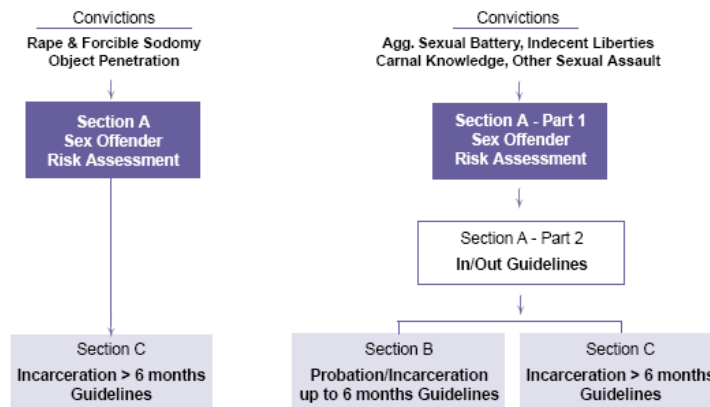 Convictions
Rape & Forcible Sodomy
Object Penetration
Section A
Sex Offender
Risk Assessment
Section C
Incarceration > 6 months
Guidelines
Convictions
Agg. Sexual Battery, Indecent Liberties
Carnal Knowledge, Other Sexual Assault
Section A - Part 1
Sex Offender
Risk Assessment
Section A - Part 2
In/Out Guidelines
Section B
Probation/Incarceration
up to 6 months Guidelines
Section C
Incarceration > 6 months
Guidelines